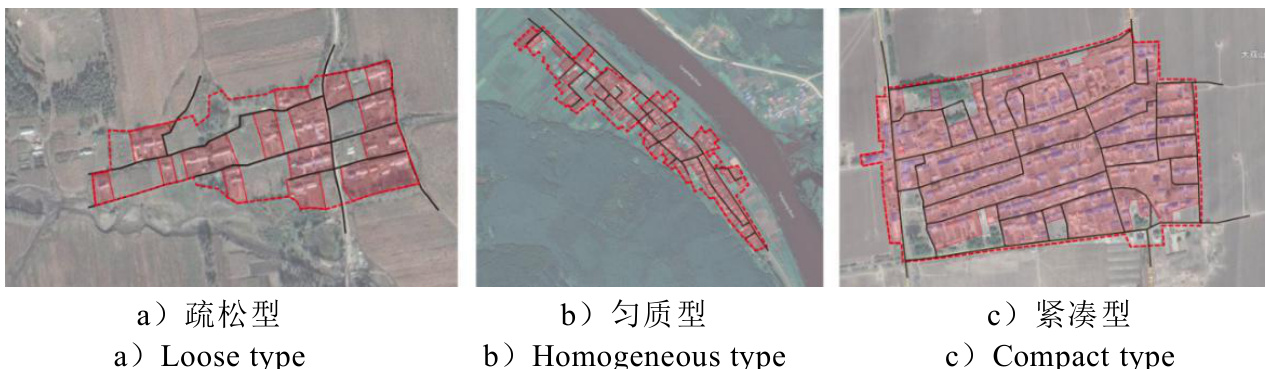 a）疏松型
b）匀质型
c）紧凑型
a）Loose type
b）Homogeneous type
c）Compact type